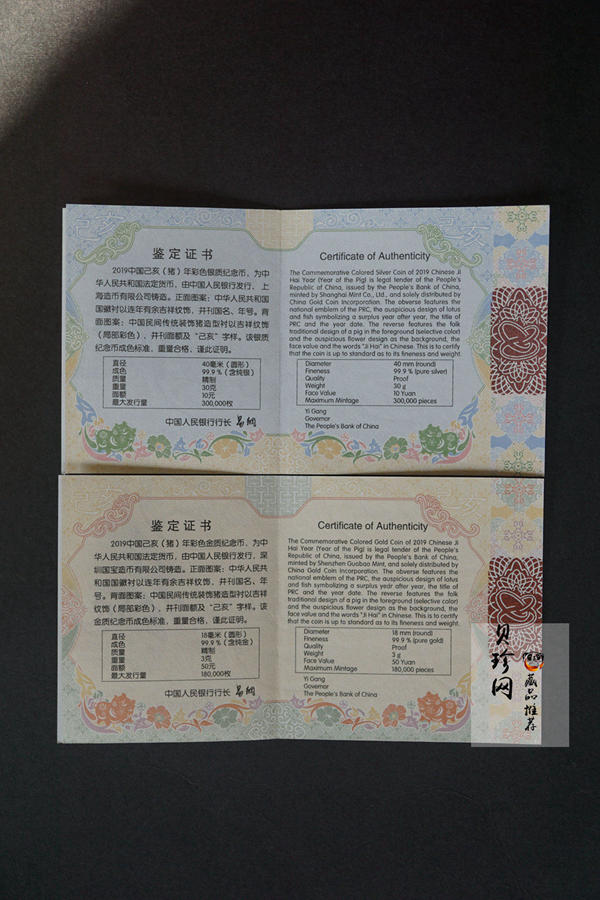 己亥
鉴定证书
2019中国己亥（猪）年彩色银质纪念币，为中
华人民共和国法定货币，由中国人民银行发行，上
海造币有限公司铸造。正面图案：中华人民共和国
国徽衬以连年有余吉祥纹饰，并刊国名、年号。背
面图案：中国民间传统装饰猪造型衬以吉祥纹饰
（局部彩色），并刊面额及“己亥”字样。该银质
纪念币成色标准，重量合格，谨此证明。
直径 40毫米（圆形）
成色 99.9％（含纯银）
质量 精制
重量 30克
面额 10元
最大发行量 300,000枚
中国人民银行行长 易纲
Certificate of Authenticity
The Commemorative Colored Silver Coin of 2019 Chinese Ji
Hai Year (Year of the Pig) is legal tender of the People's
Republic of China, issued by the People's Bank of China,
minted by Shanghai Mint Co., Ltd., and solely distributed by
China Gold Coin Incorporation. The obverse features the
national emblem of the PRC, the auspicious design of lotus
and fish symbolizing a surplus year after year, the title of
PRC and the year date. The reverse features the folk
traditional design of a pig in the foreground (selective color)
and the auspicious flower design as the background, the
face value and the words "Ji Hai" in Chinese. This is to certify
that the coin is up to standard as to its fineness and weight.
Diameter 40 mm (round)
Fineness 99.9 % (pure silver)
Quality Proof
Weight 30 g
Face Value 10 Yuan
Maximum Mintage 300,000 pieces
Yi Gang
Governor
The People's Bank of China
鉴定证书
2019中国己亥（猪）年彩色金质纪念币，为中
华人民共和国法定货币，由中国人民银行发行，深
圳国宝造币有限公司铸造。正面图案：中华人民共
和国国徽衬以连年有余吉祥纹饰，并刊国名、年
号。背面图案：中国民间传统装饰猪造型衬以吉祥
纹饰（局部彩色），并刊面额及“己亥”字样。该
金质纪念币成色标准，重量合格，谨此证明。
直径 18毫米（圆形）
成色 99.9％（含纯金）
质量 精制
重量 3克
面额 50元
最大发行量 180,000枚
中国人民银行行长 易纲
Certificate of Authenticity
The Commemorative Colored Gold Coin of 2019 Chinese Ji
Hai Year (Year of the Pig) is legal tender of the People's
Republic of China, issued by the People's Bank of China,
minted by Shenzhen Guobao Mint, and solely distributed by
China Gold Coin Incorporation. The obverse features the
national emblem of the PRC, the auspicious design of lotus
and fish symbolizing a surplus year after year, the title of
PRC and the year date. The reverse features the folk
traditional design of a pig in the foreground (selective color)
and the auspicious flower design as the background, the
face value and the words "Ji Hai" in Chinese. This is to certify
that the coin is up to standard as to its fineness and weight.
Diameter 18 mm (round)
Fineness 99.9 % (pure gold)
Quality Proof
Weight 3 g
Face Value 50 Yuan
Maximum Mintage 180,000 pieces
Yi Gang
Governor
The People's Bank of China
贝珍网
藏品推荐